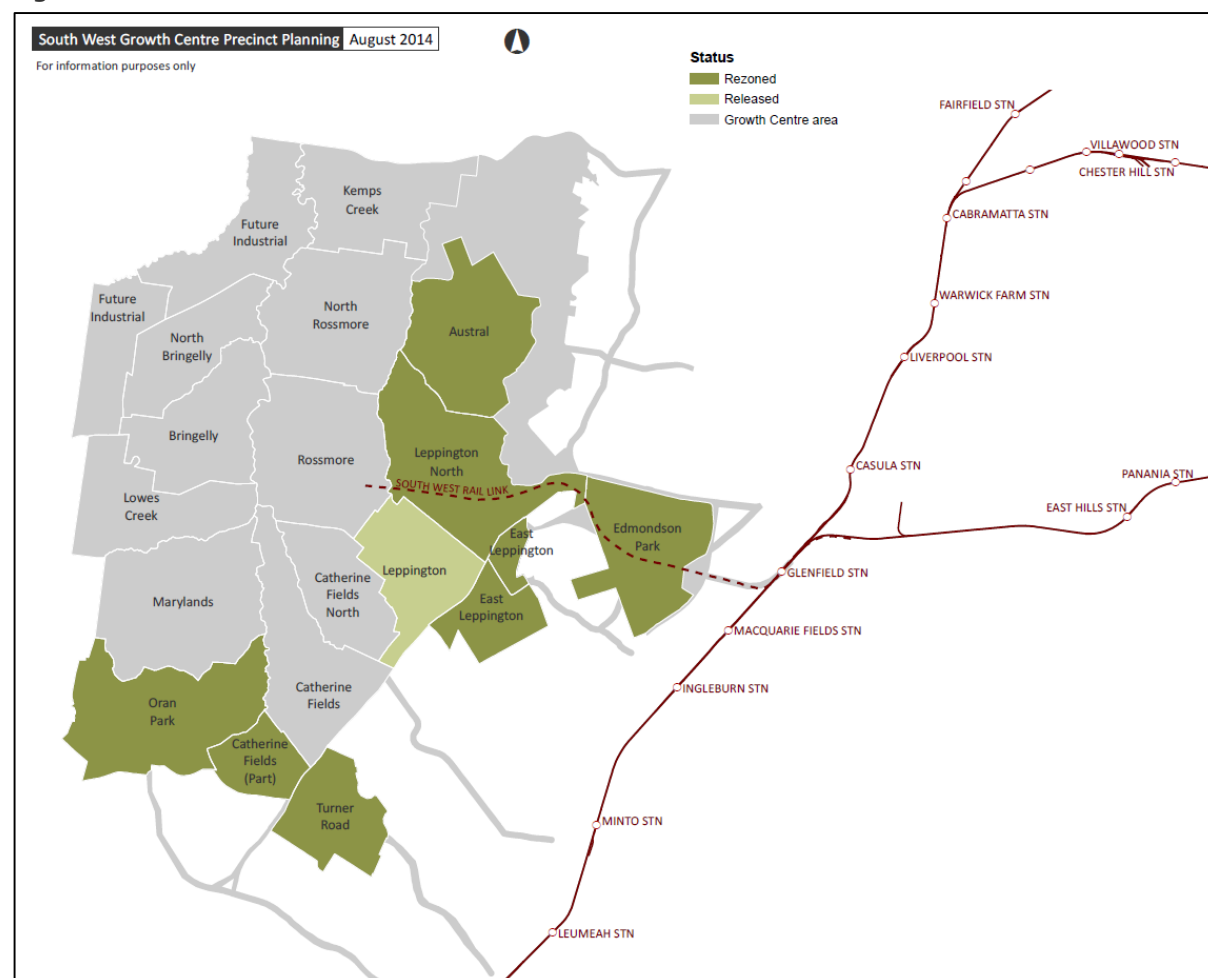 South West Growth Centre Precinct Planning August 2014
For information purposes only
Status
Rezoned
Released
Growth Centre area
FAIRFIELD STN
VILLAWOOD STN
CHESTER HILL STN
CABRAMATTA STN
WARWICK FARM STN
LIVERPOOL STN
CASULA STN
PANANIA STN
EAST HILLS STN
GLENFIELD STN
MACQUARIE FIELDS STN
INGLEBURN STN
MINTO STN
LEUMEAH STN
Kemps
Creek
Future
Industrial
Future
Industrial
North
Rossmore
North
Bringelly
Austral
Bringelly
Rossmore
Leppington
North
SOUTH WEST RAIL LINK
Lowes
Creek
East
Leppington
Edmondson
Park
Leppington
Catherine
Fields
North
Marylands
East
Leppington
Catherine
Fields
Oran
Park
Catherine
Fields
(Part)
Turner
Road